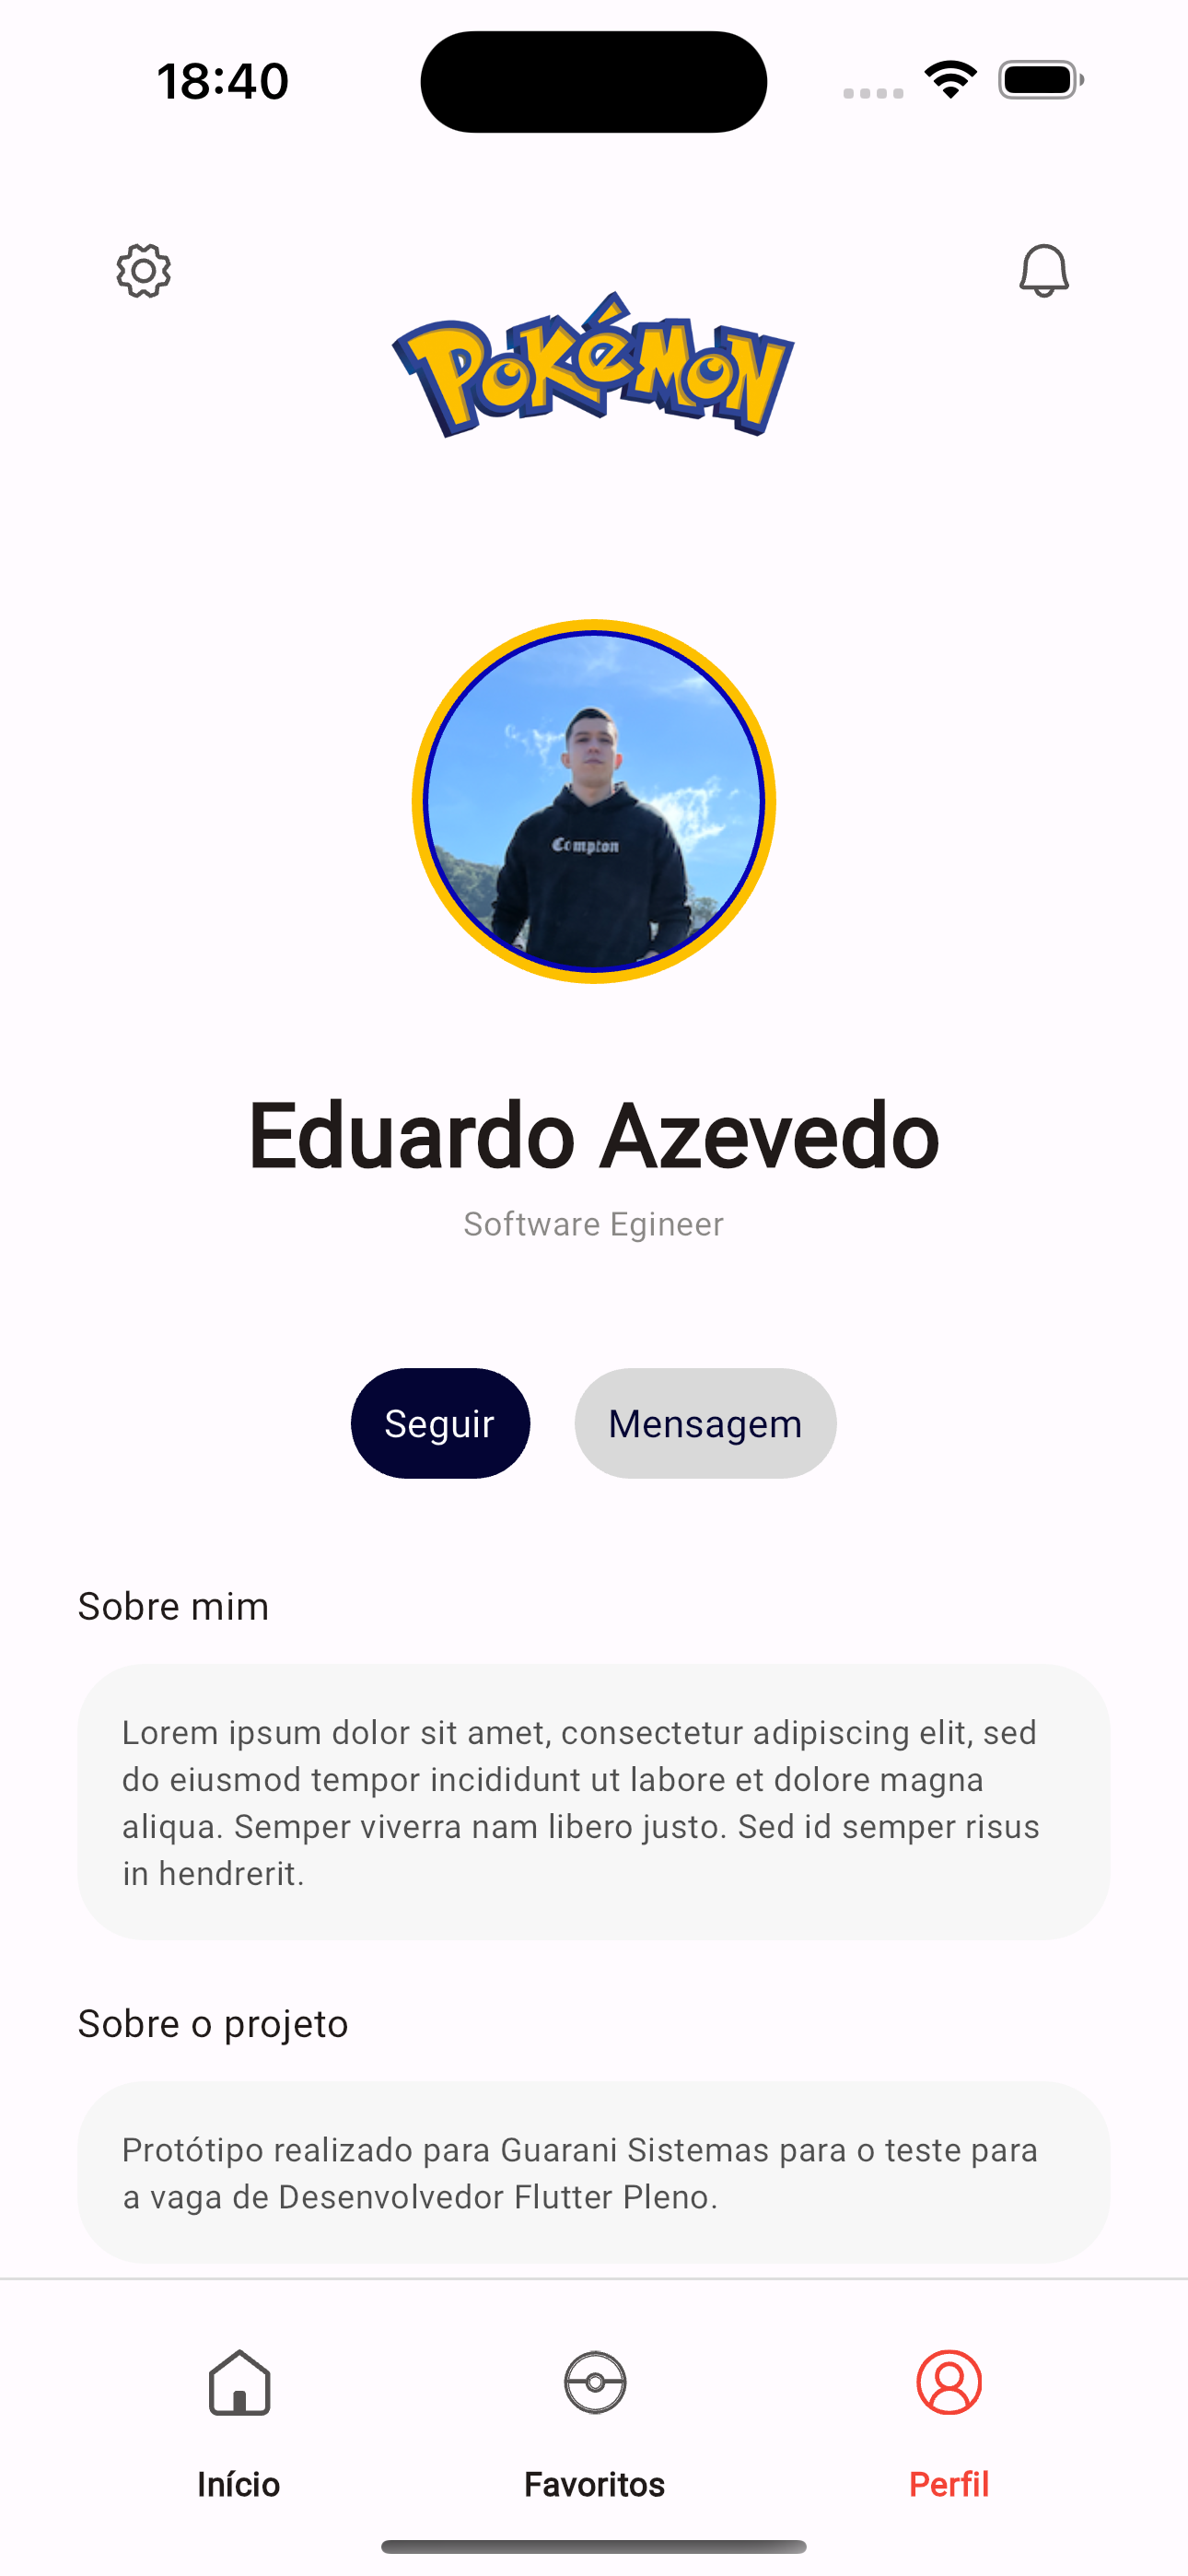 18:40
Pokémon
Compton
Eduardo Azevedo
Software Egineer
Seguir
Mensagem
Sobre mim
Lorem ipsum dolor sit amet, consectetur adipiscing elit, sed
do eiusmod tempor incididunt ut labore et dolore magna
aliqua. Semper viverra nam libero justo. Sed id semper risus
in hendrerit.
Sobre o projeto
Protótipo realizado para Guarani Sistemas para o teste para
a vaga de Desenvolvedor Flutter Pleno.
Início
Favoritos
Perfil